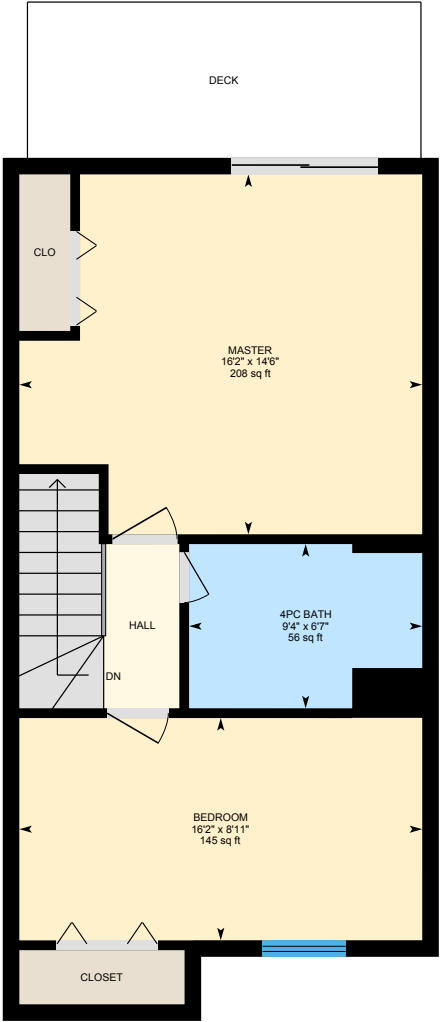 DECK
CLO
MASTER
16'2" x 14'6"
208 sq ft
HALL
4PC BATH
9'4" x 6'7"
56 sq ft
DN
BEDROOM
16'2" x 8'11"
145 sq ft
CLOSET